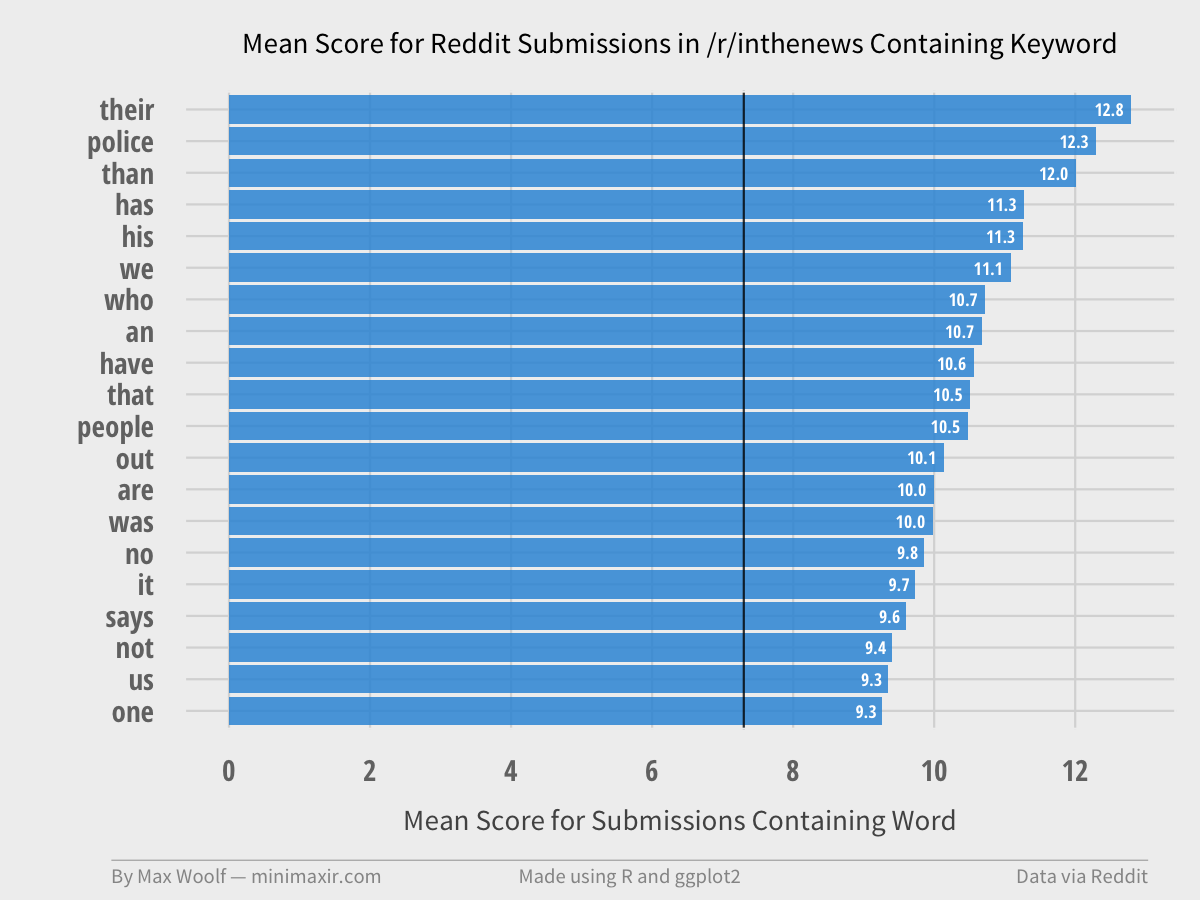 Mean Score for Reddit Submissions in /r/inthenews Containing Keyword
their 12.8
police 12.3
than 12.0
has 11.3
his 11.3
we 11.1
who 10.7
an 10.7
have 10.6
that 10.5
people 10.5
out 10.1
are 10.0
was 10.0
no 9.8
it 9.7
says 9.6
not 9.4
us 9.3
one 9.3
0 2 4 6 8 10 12
Mean Score for Submissions Containing Word
By Max Woolf — minimaxir.com Made using R and ggplot2 Data via Reddit